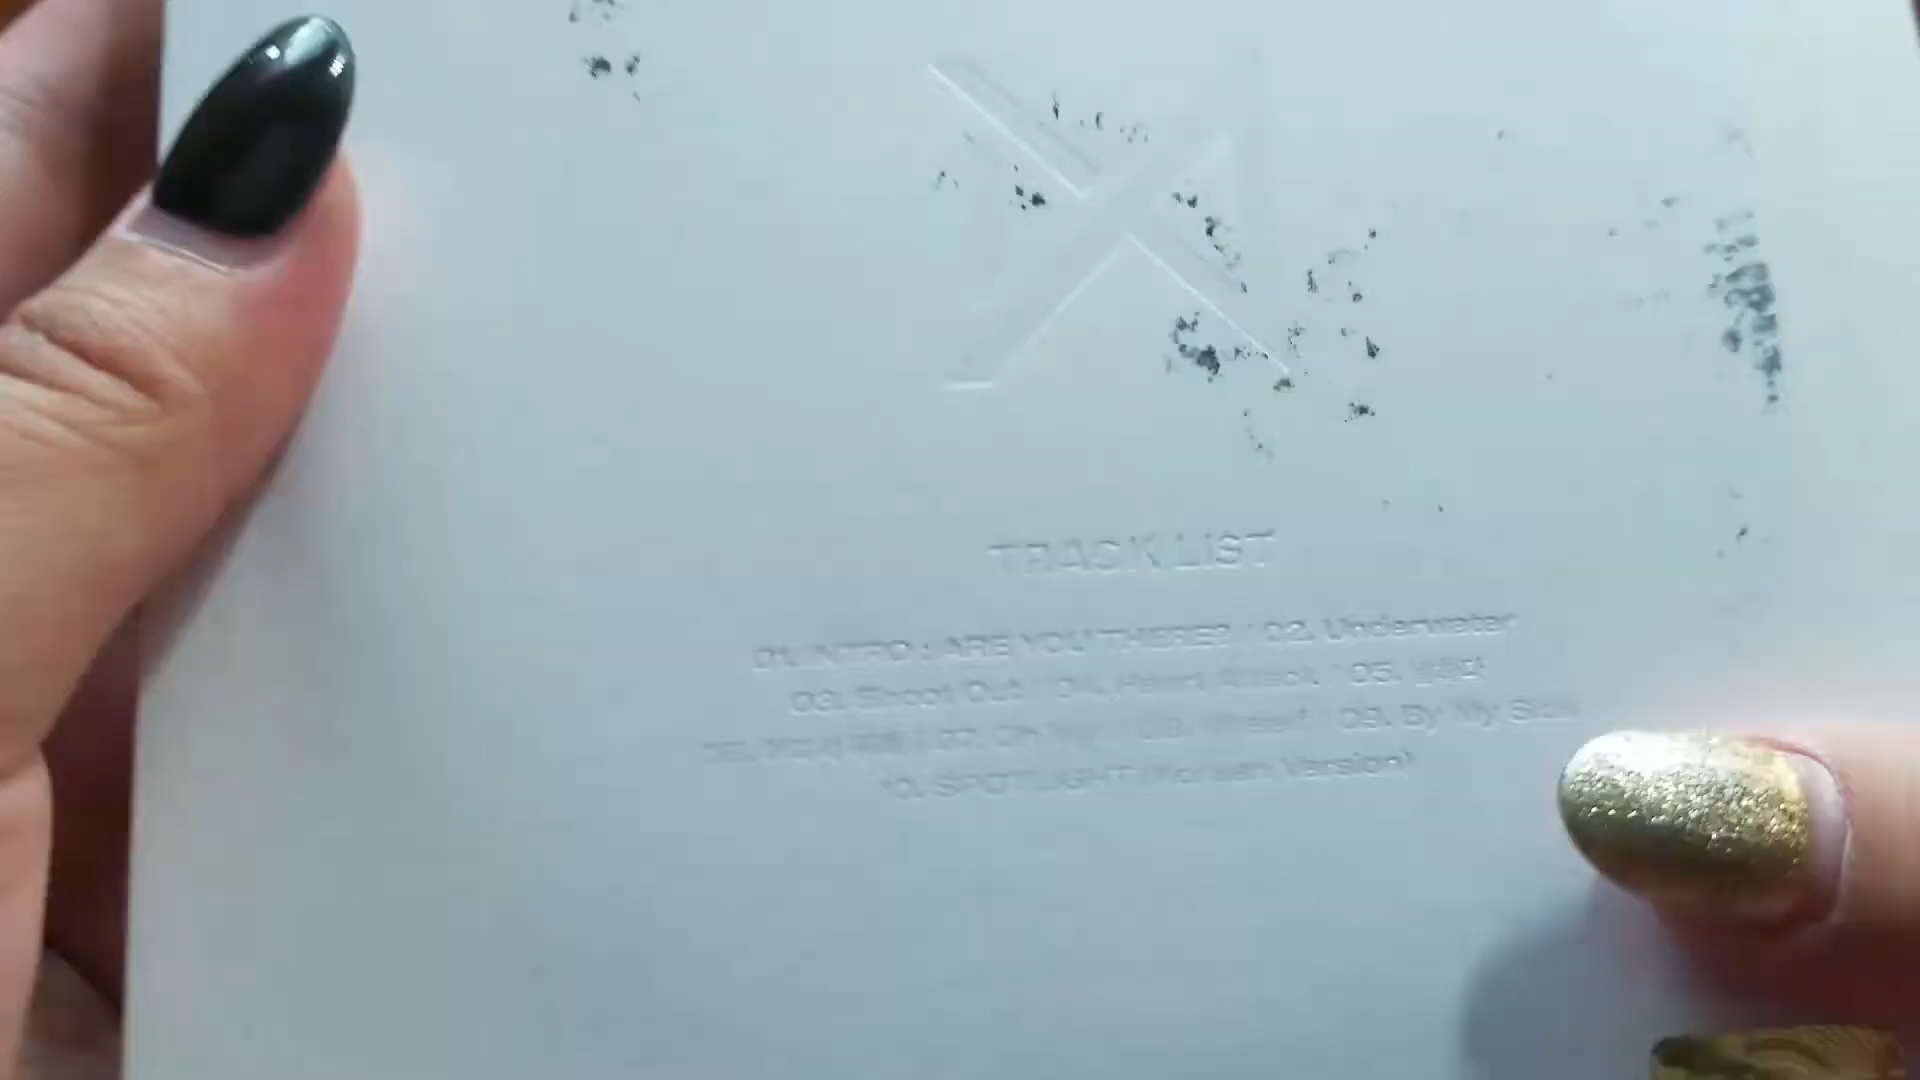 TRACK LIST
01. INTRO : ARE YOU THERE? | 02. Underwater
03. Shoot Out | 04. Heart Attack | 05.
07. Oh My | 08. | 09. By My Side
10. SPOTLIGHT (Korean Version)